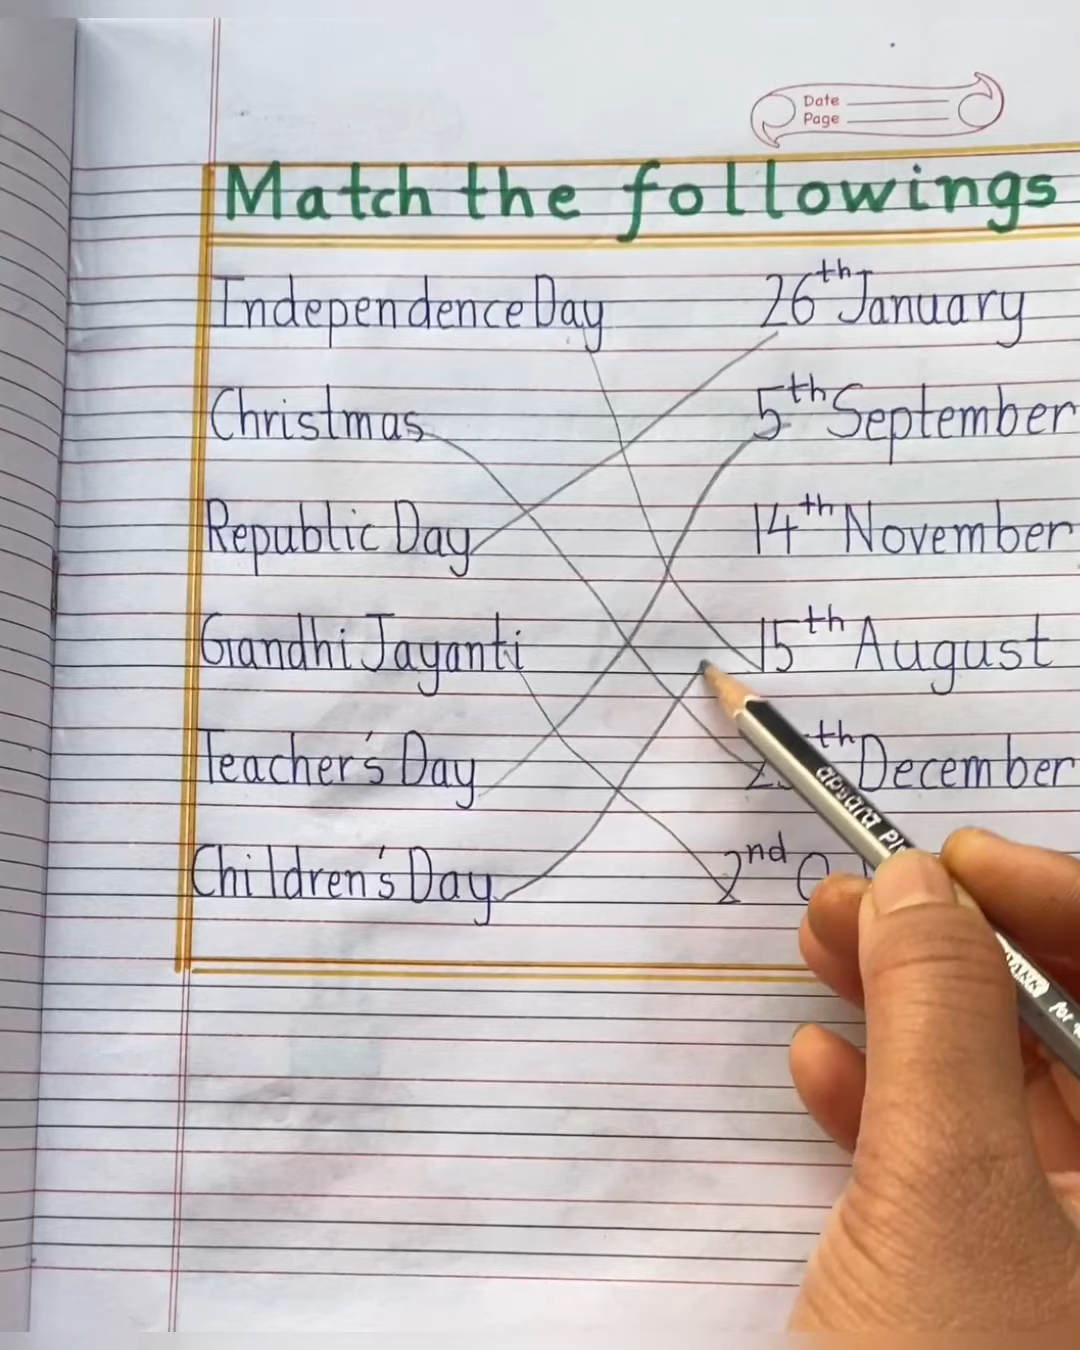 Date
Page
Match the followings
Independence Day 26th January
Christmas 5th September
Republic Day 14th November
Gandhi Jayanti 15th August
Teacher's Day th December
Children's Day 2nd
apsara